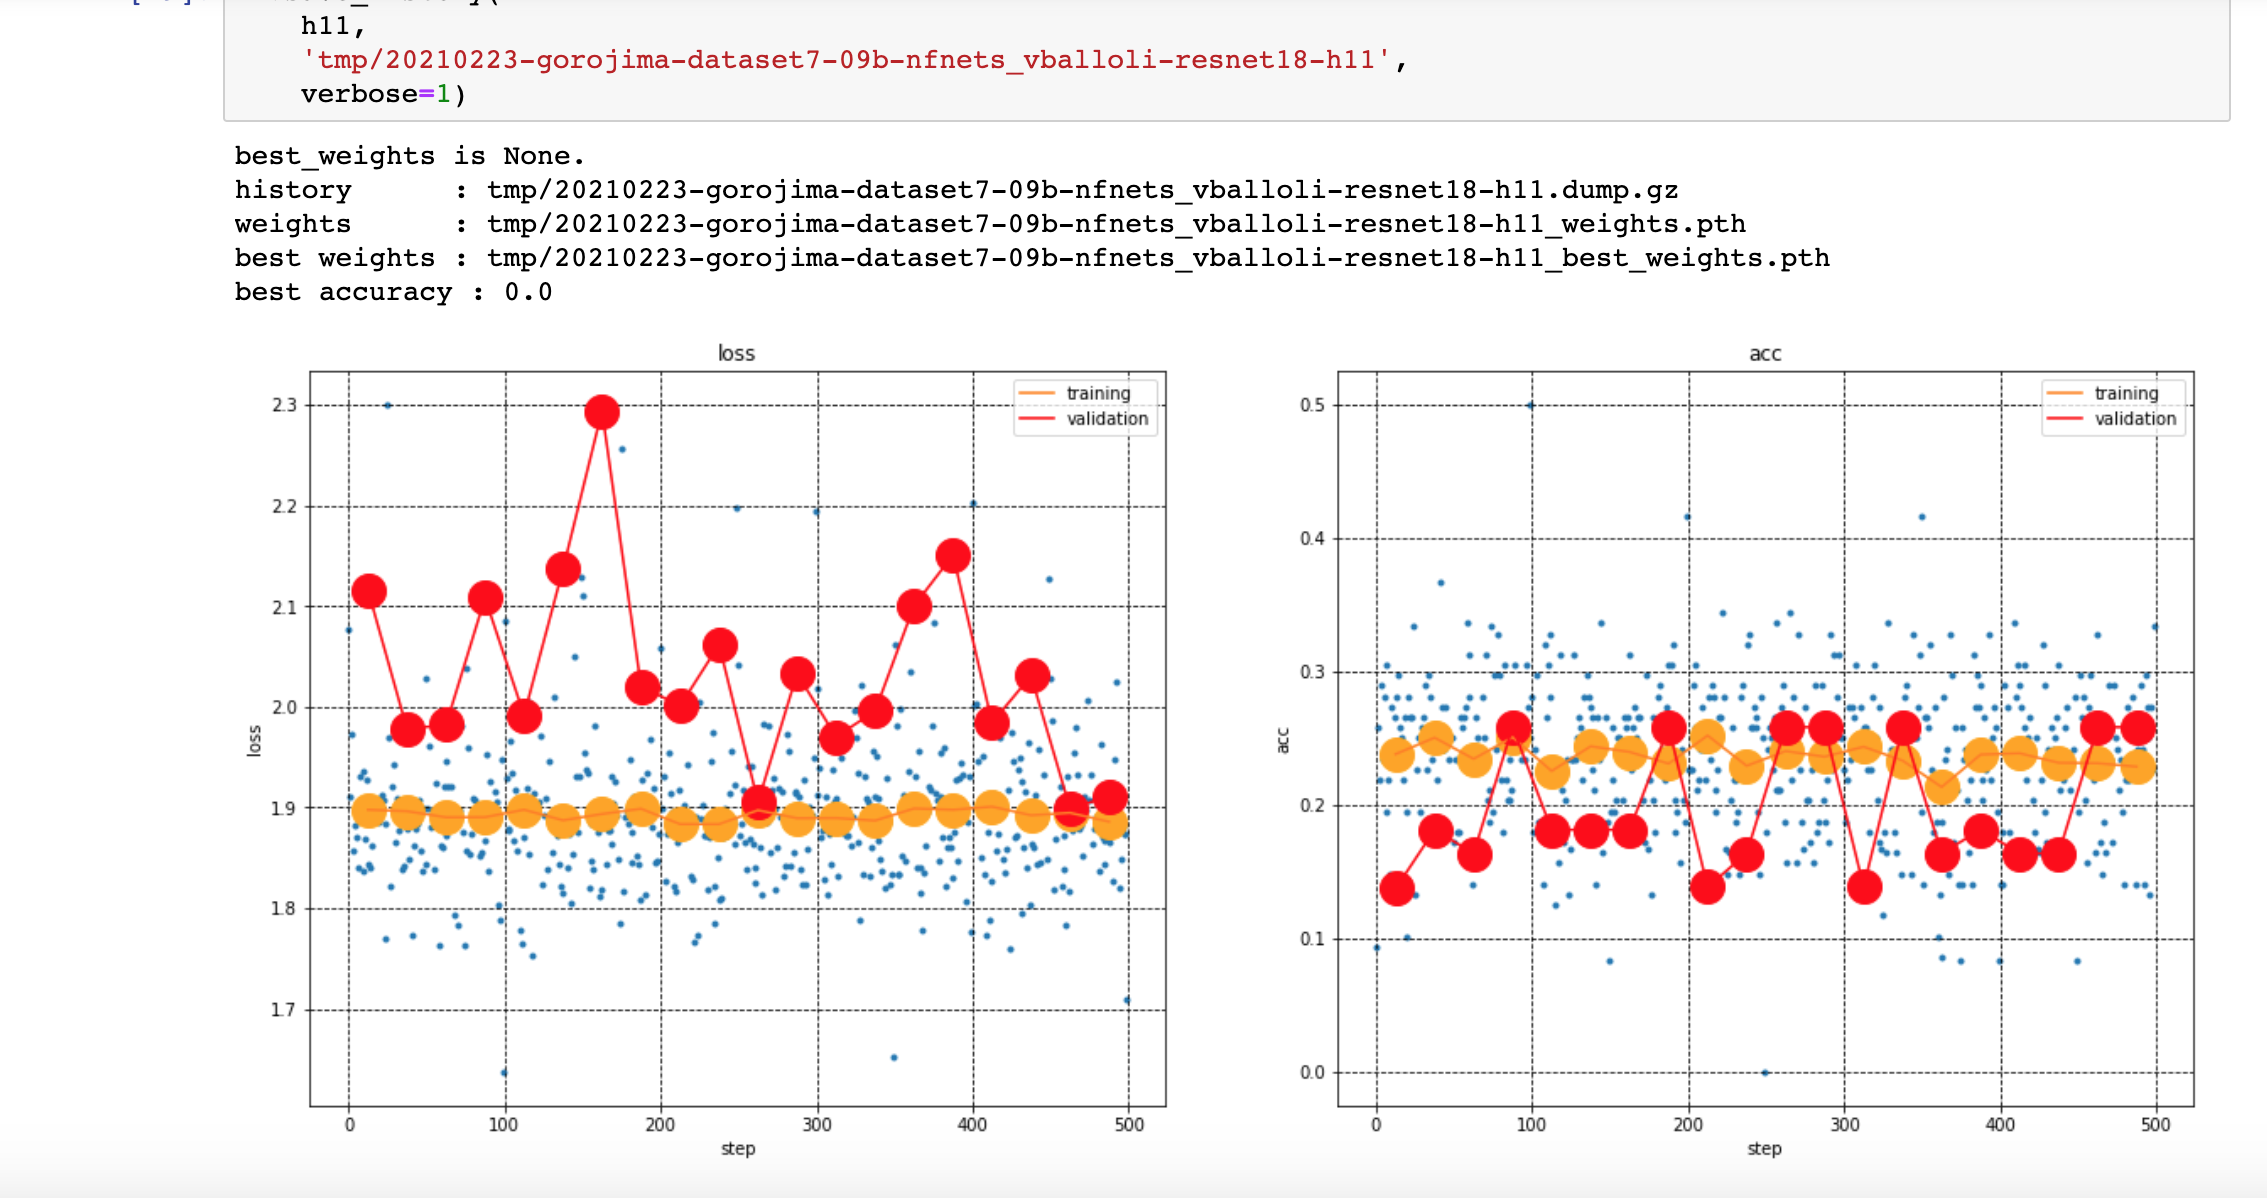 h11,
'tmp/20210223-gorojima-dataset7-09b-nfnets_vballoli-resnet18-h11',
verbose=1)
best_weights is None.
history : tmp/20210223-gorojima-dataset7-09b-nfnets_vballoli-resnet18-h11.dump.gz
weights : tmp/20210223-gorojima-dataset7-09b-nfnets_vballoli-resnet18-h11_weights.pth
best weights : tmp/20210223-gorojima-dataset7-09b-nfnets_vballoli-resnet18-h11_best_weights.pth
best accuracy : 0.0
loss
training
validation
2.3
2.2
2.1
2.0
1.9
1.8
1.7
loss
0 100 200 300 400 500
step
acc
training
validation
0.5
0.4
0.3
0.2
0.1
0.0
acc
0 100 200 300 400 500
step